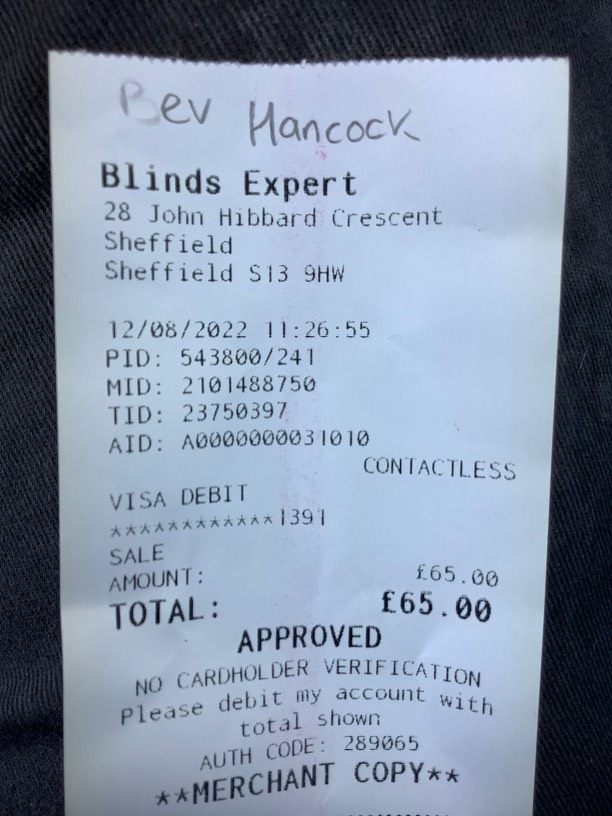 Bev Hancock
Blinds Expert
28 John Hibbard Crescent
Sheffield
Sheffield S13 9HW
12/08/2022 11:26:55
PID: 543800/241
MID: 2101488750
TID: 23750397
AID: A0000000031010
CONTACTLESS
VISA DEBIT
************1391
SALE
AMOUNT: £65.00
TOTAL: £65.00
APPROVED
NO CARDHOLDER VERIFICATION
Please debit my account with
total shown
AUTH CODE: 289065
**MERCHANT COPY**